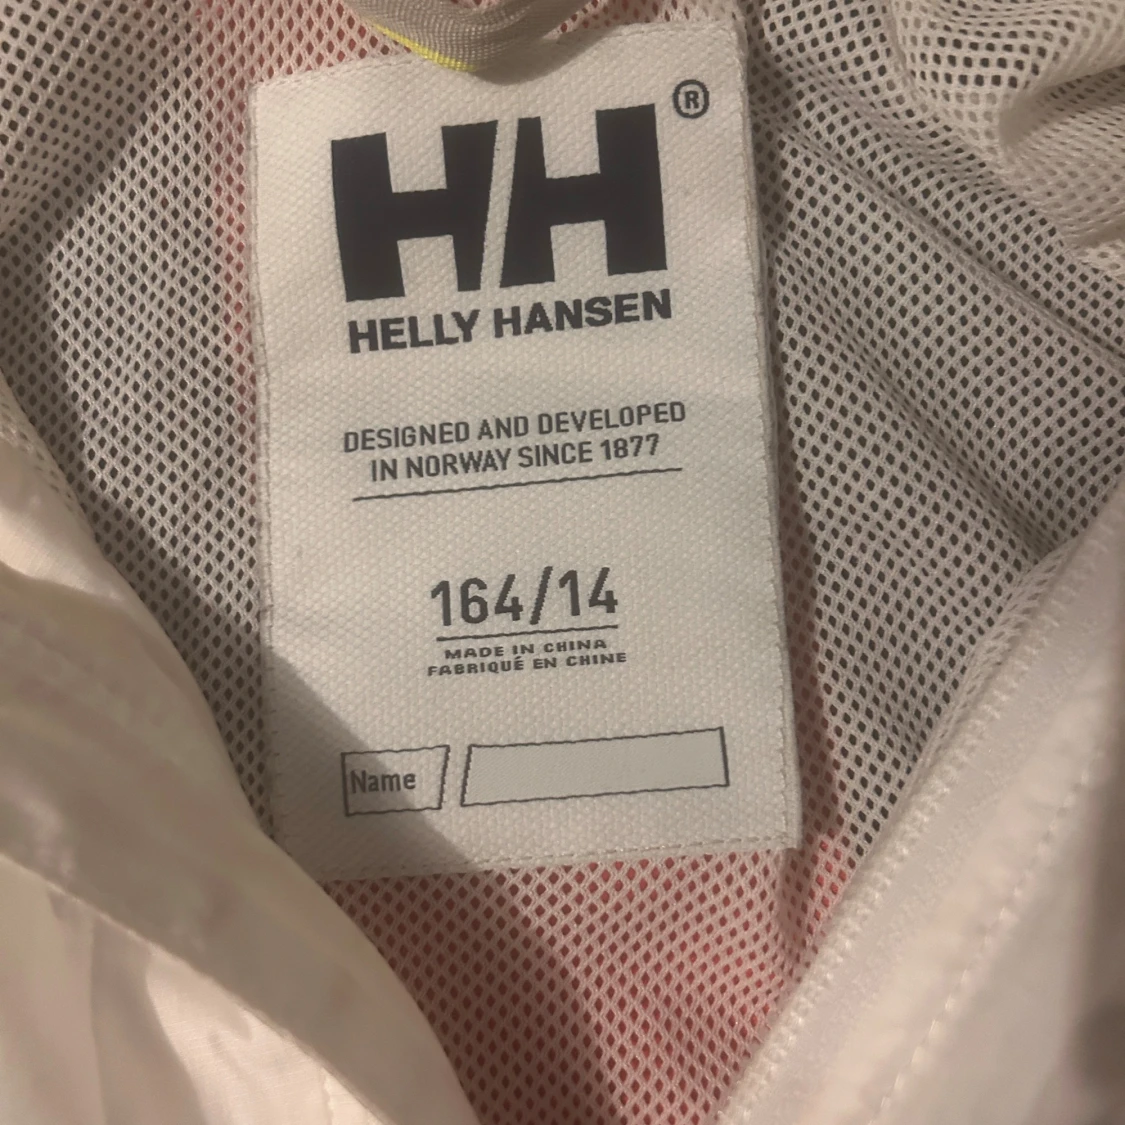 HH®
HELLY HANSEN
DESIGNED AND DEVELOPED
IN NORWAY SINCE 1877
164/14
MADE IN CHINA
FABRIQUÉ EN CHINE
Name